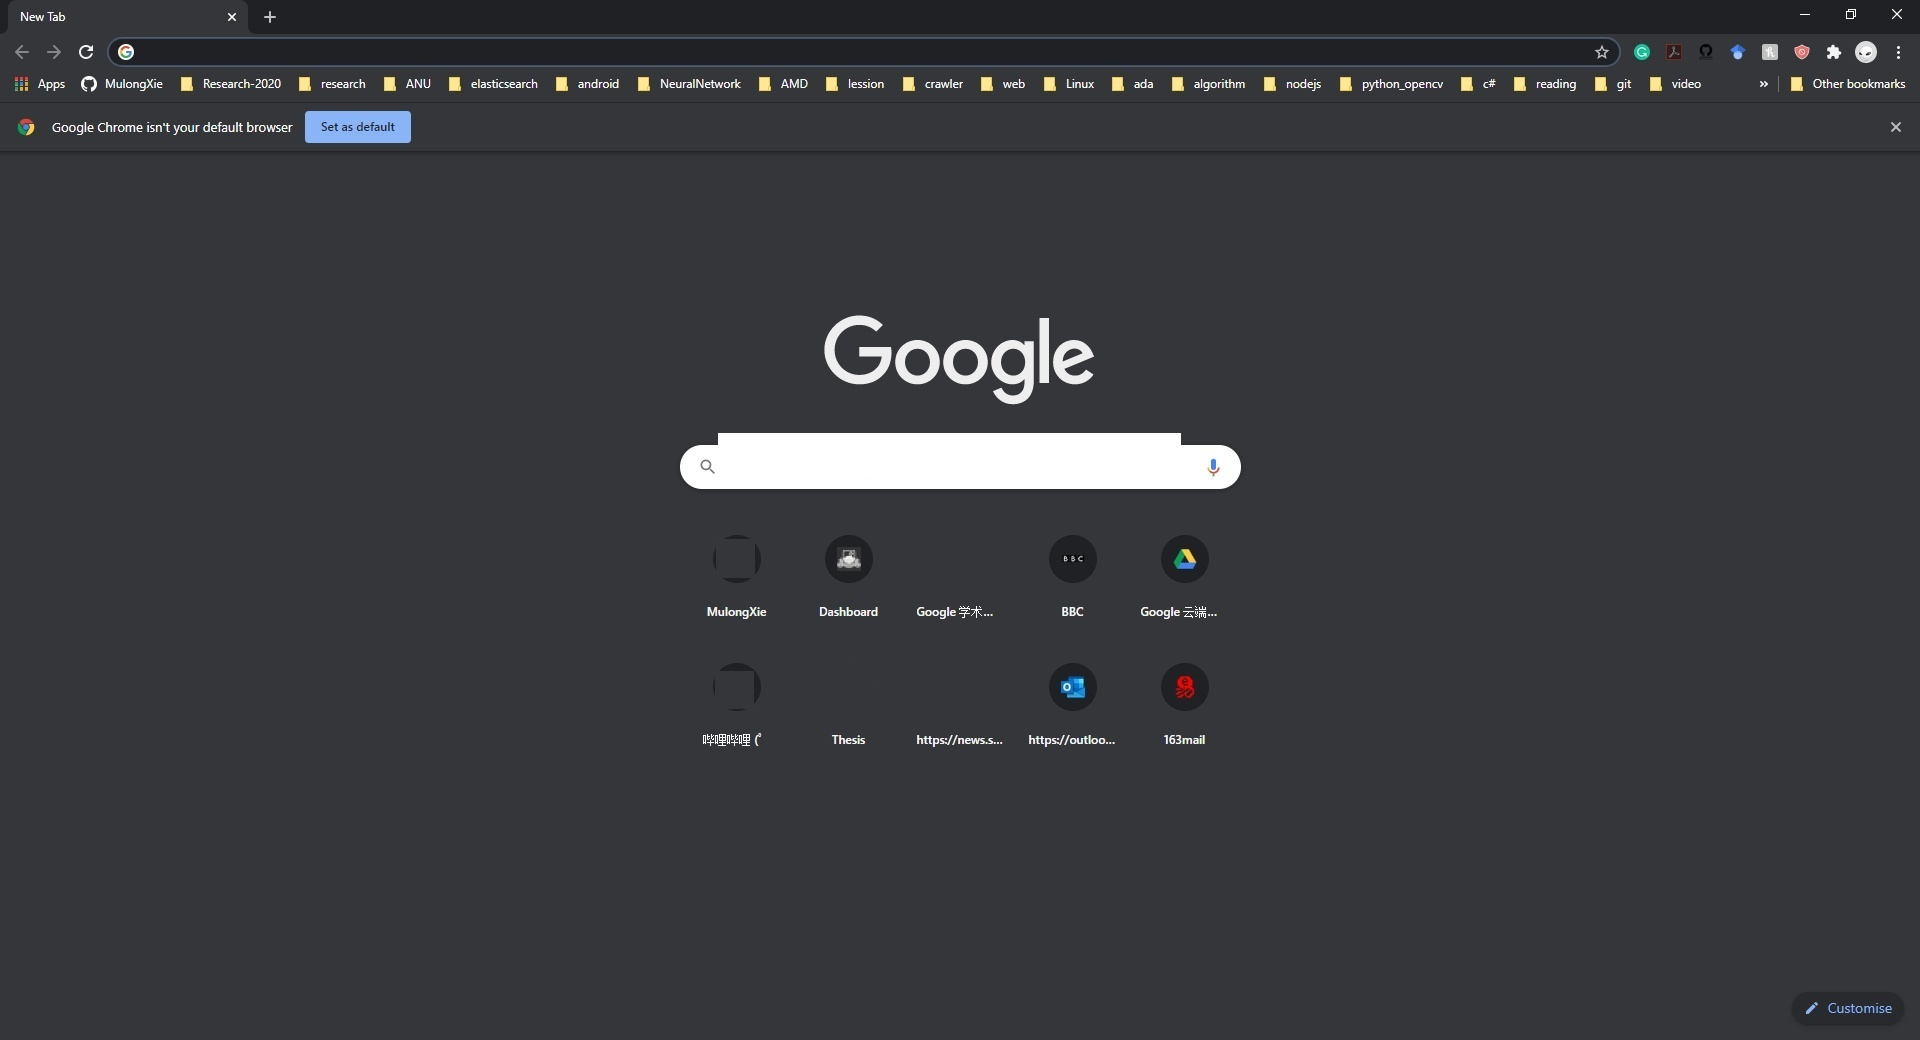 New Tab
Apps MulongXie Research-2020 research ANU elasticsearch android NeuralNetwork AMD lession crawler web Linux ada algorithm nodejs python_opencv c# reading git video » Other bookmarks
Google Chrome isn't your default browser Set as default
Google
MulongXie Dashboard Google 学术... BBC Google 云端...
哔哩哔哩 (゜ Thesis https://news.s... https://outloo... 163mail
Customise